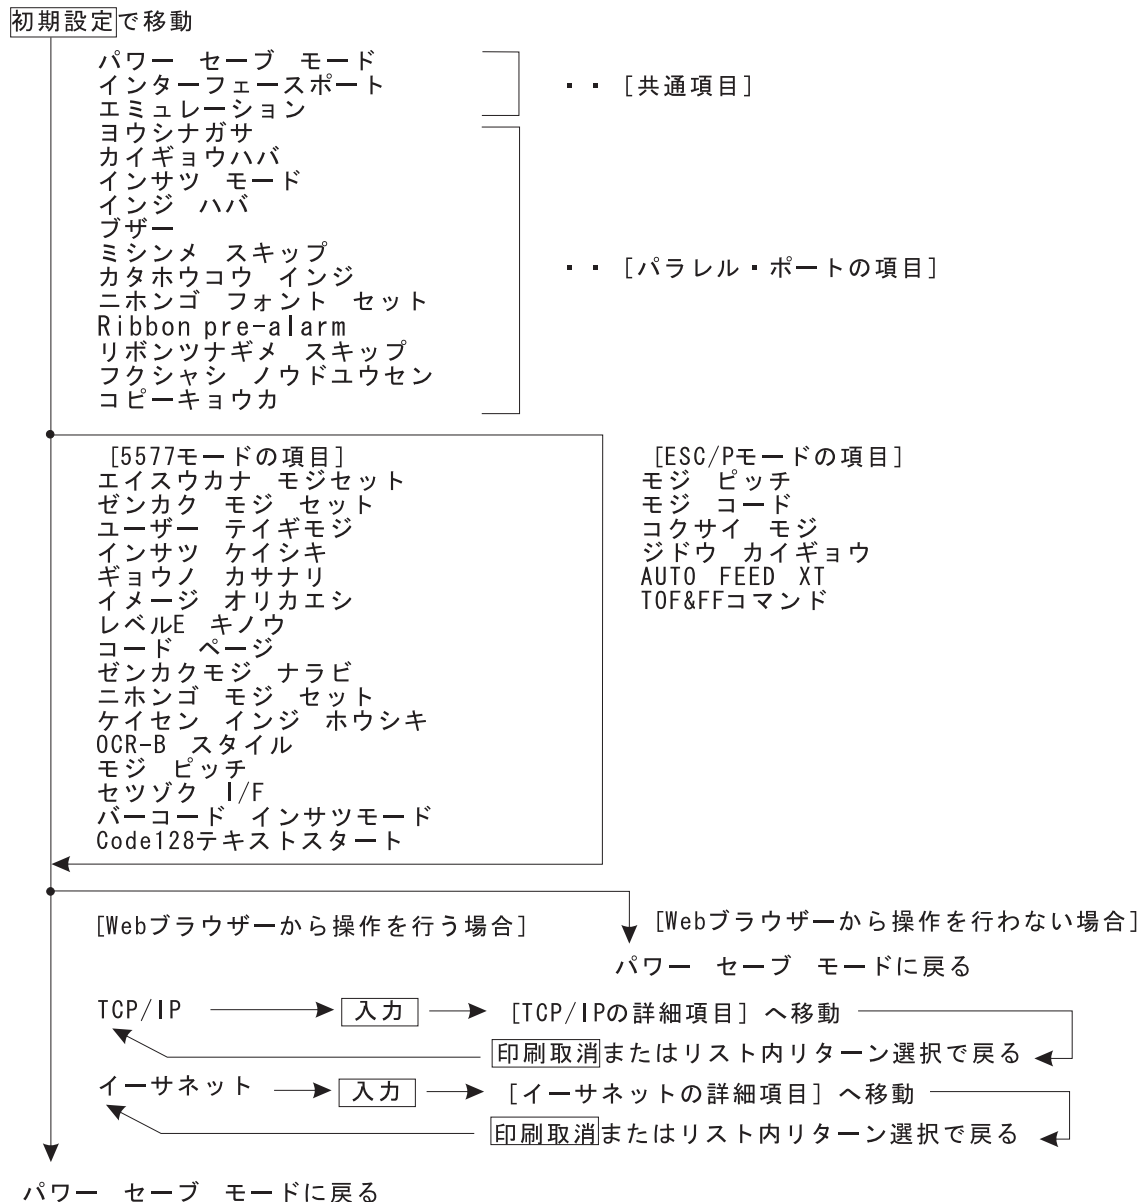 初期設定で移動
パワー セーブ モード
インターフェースポート
エミュレーション
・・ [共通項目]
ヨウシナガサ
カイギョウハバ
インサツ モード
インジ ハバ
ブザー
ミシンメ スキップ
カタホウコウ インジ
ニホンゴ フォント セット
Ribbon pre-alarm
リボンツナギメ スキップ
フクシャシ ノウドユウセン
コピーキョウカ
・・ [パラレル・ポートの項目]
[5577モードの項目]
エイスウカナ モジセット
ゼンカク モジ セット
ユーザー テイギモジ
インサツ ケイシキ
ギョウノ カサナリ
イメージ オリカエシ
レベルE キノウ
コード ページ
ゼンカクモジ ナラビ
ニホンゴ モジ セット
ケイセン インジ ホウシキ
OCR-B スタイル
モジ ピッチ
セツゾク I/F
バーコード インサツモード
Code128テキストスタート
[ESC/Pモードの項目]
モジ ピッチ
モジ コード
コクサイ モジ
ジドウ カイギョウ
AUTO FEED XT
TOF&FFコマンド
[Webブラウザーから操作を行う場合]
[Webブラウザーから操作を行わない場合]
パワー セーブ モードに戻る
TCP/IP 入力 [TCP/IPの詳細項目] へ移動
印刷取消またはリスト内リターン選択で戻る
イーサネット 入力 [イーサネットの詳細項目] へ移動
印刷取消またはリスト内リターン選択で戻る
パワー セーブ モードに戻る